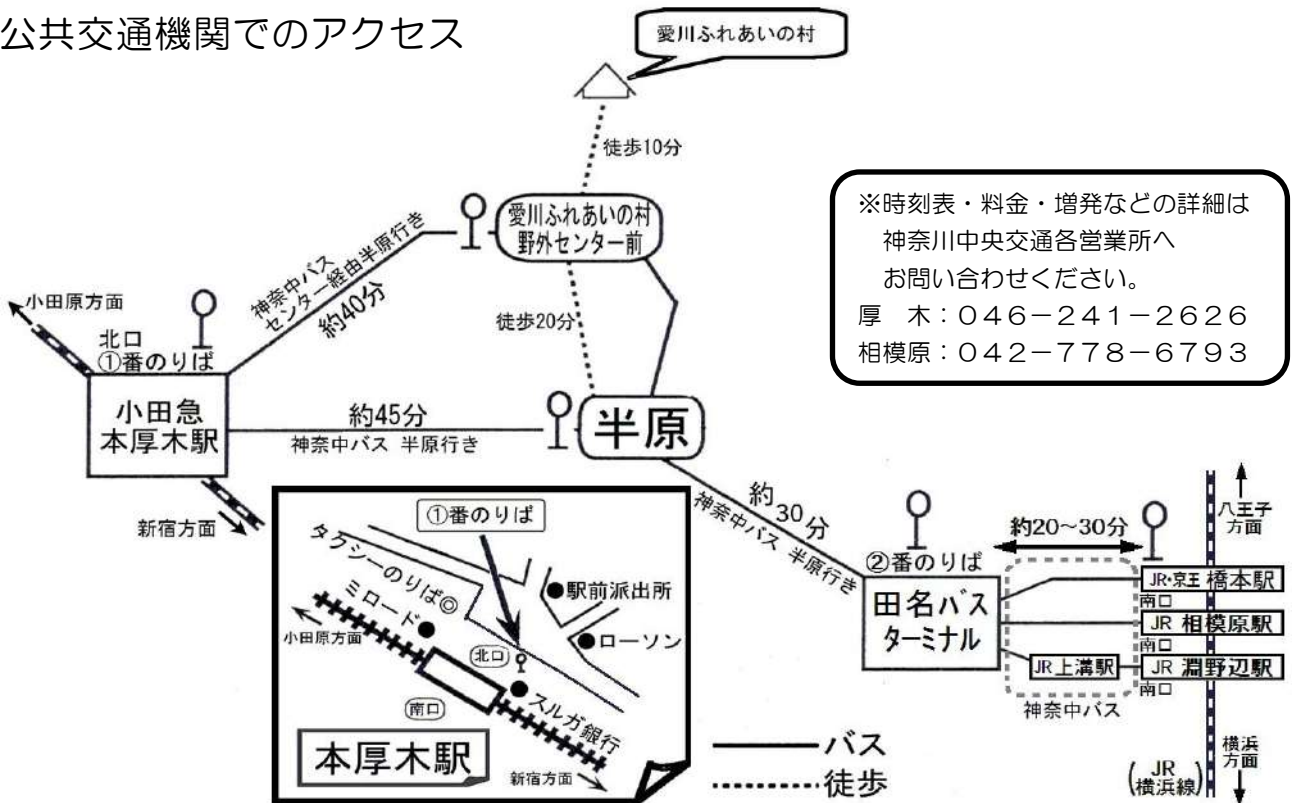 公共交通機関でのアクセス
愛川ふれあいの村
徒歩10分
愛川ふれあいの村
野外センター前
※時刻表・料金・増発などの詳細は
神奈川中央交通各営業所へ
お問い合わせください。
厚　木：０４６－２４１－２６２６
相模原：０４２－７７８－６７９３
神奈中バス
センター経由半原行き
約40分
小田原方面
北口
①番のりば
小田急
本厚木駅
新宿方面
徒歩20分
約45分
神奈中バス 半原行き
半原
約30分
神奈中バス 半原行き
②番のりば
田名バス
ターミナル
約20~30分
八王子
方面
JR・京王 橋本駅
南口
JR 相模原駅
南口
JR上溝駅
JR 淵野辺駅
南口
神奈中バス
横浜
方面
(JR
横浜線)
①番のりば
タクシーのりば◎
駅前派出所
ミロード
小田原方面
ローソン
北口
南口
スルガ銀行
本厚木駅
新宿方面
バス
徒歩